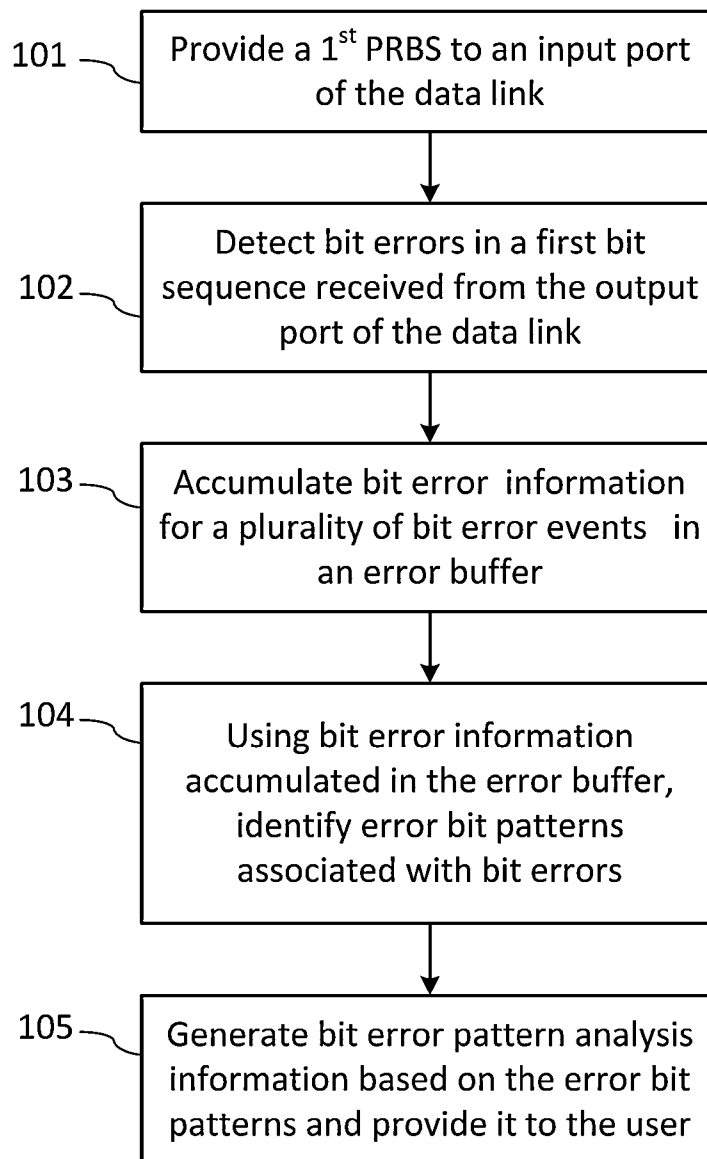 101
Provide a 1st PRBS to an input port
of the data link
102
Detect bit errors in a first bit
sequence received from the output
port of the data link
103
Accumulate bit error information
for a plurality of bit error events in
an error buffer
104
Using bit error information
accumulated in the error buffer,
identify error bit patterns
associated with bit errors
105
Generate bit error pattern analysis
information based on the error bit
patterns and provide it to the user